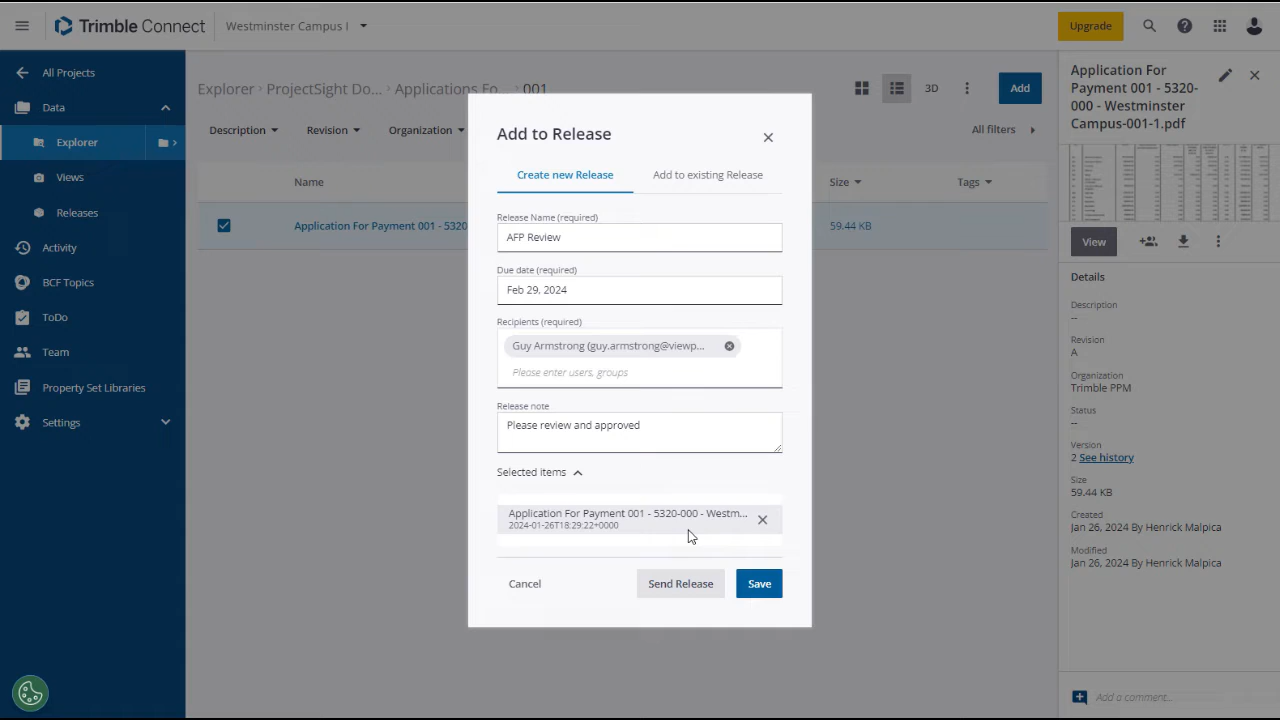 Trimble Connect
Westminster Campus I
Upgrade
All Projects
Data
Explorer
Views
Releases
Activity
BCF Topics
ToDo
Team
Property Set Libraries
Settings
Explorer > ProjectSight Do... > Applications Fo... > 001
3D
Add
Description
Revision
Organization
All filters
Name
Size
Tags
Application For Payment 001 - 5320
59.44 KB
Add to Release
Create new Release
Add to existing Release
Release Name (required)
AFP Review
Due date (required)
Feb 29, 2024
Recipients (required)
Guy Armstrong (guy.armstrong@viewp...
Please enter users, groups
Release note
Please review and approved
Selected items
Application For Payment 001 - 5320-000 - Westm...
2024-01-26T18:29:22+0000
Cancel
Send Release
Save
Application For
Payment 001 - 5320-
000 - Westminster
Campus-001-1.pdf
View
Details
Description
--
Revision
A
Organization
Trimble PPM
Status
--
Version
2 See history
Size
59.44 KB
Created
Jan 26, 2024 By Henrick Malpica
Modified
Jan 26, 2024 By Henrick Malpica
Add a comment...